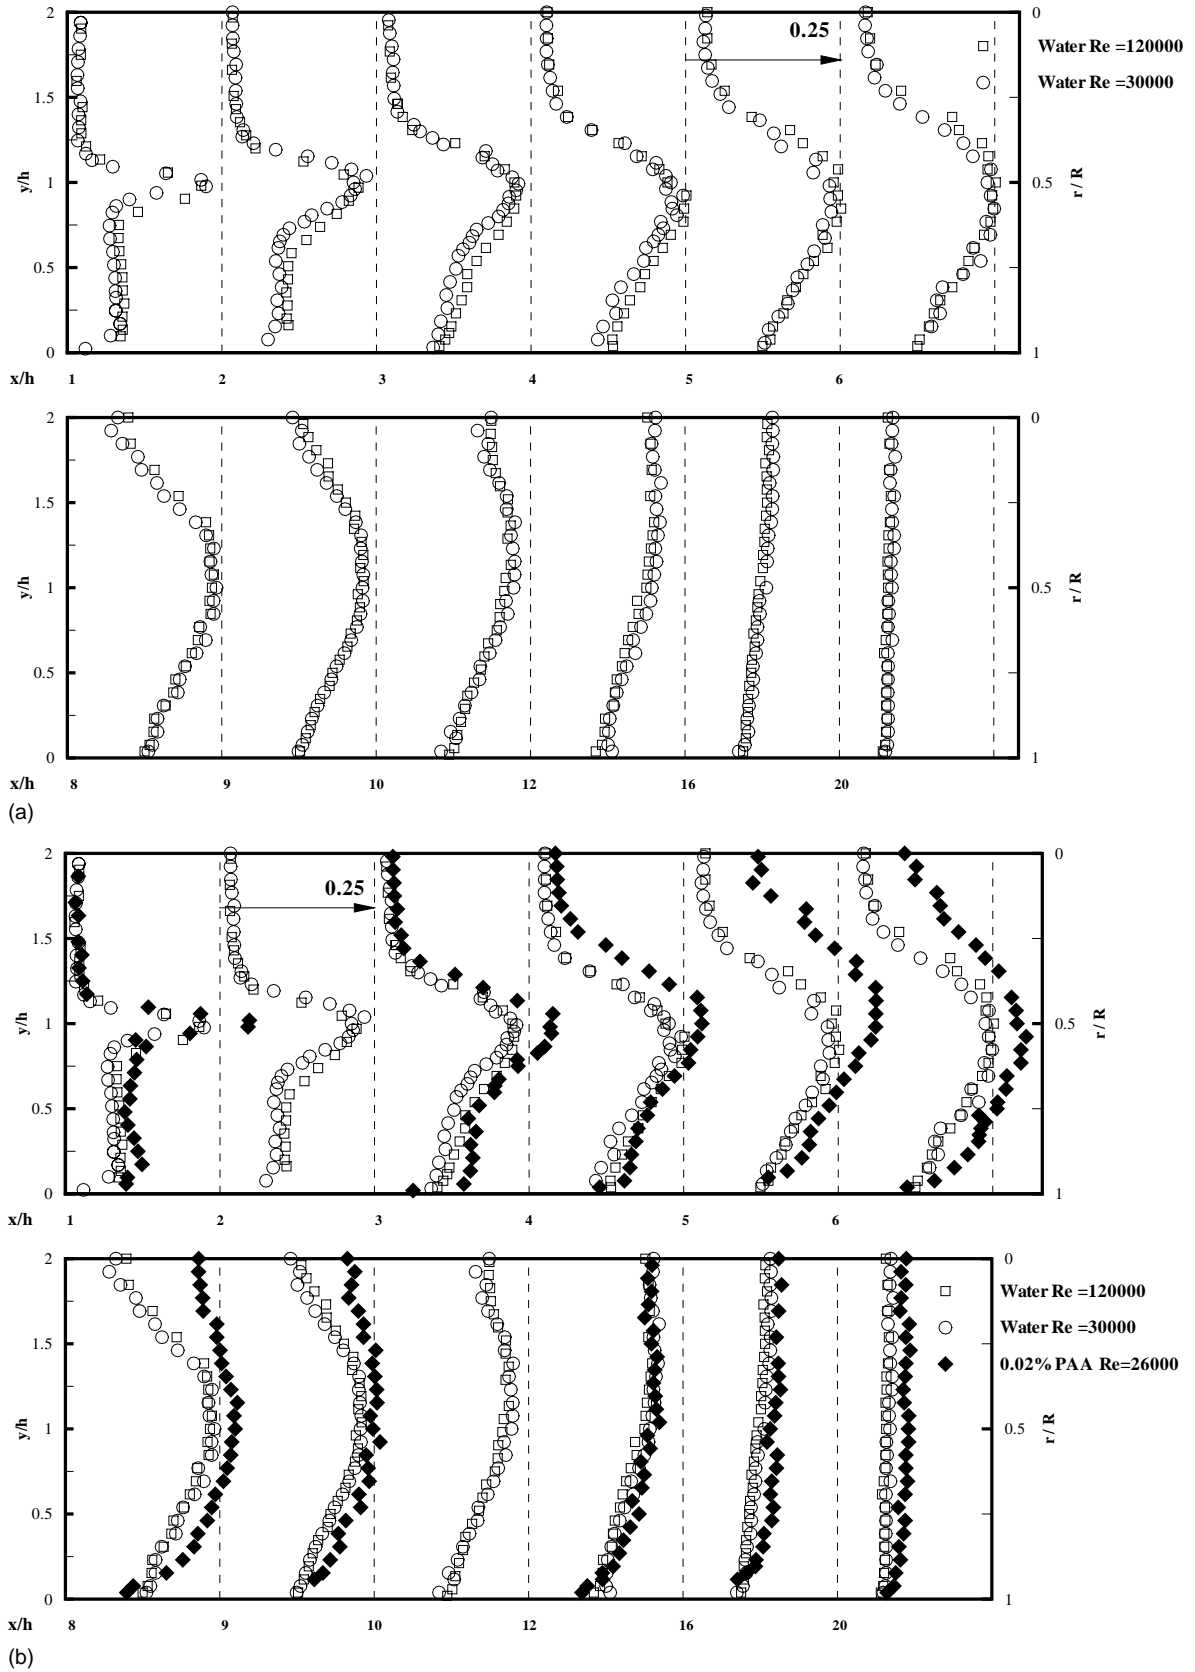 2
1.5
1
0.5
0
y/h
0
0.5
1
r / R
0.25
Water Re =120000
Water Re =30000
x/h 1 2 3 4 5 6
2
1.5
1
0.5
0
y/h
0
0.5
1
r / R
x/h 8 9 10 12 16 20
(a)
2
1.5
1
0.5
0
y/h
0
0.5
1
r / R
0.25
x/h 1 2 3 4 5 6
2
1.5
1
0.5
0
y/h
0
0.5
1
r / R
Water Re =120000
Water Re =30000
0.02% PAA Re=26000
x/h 8 9 10 12 16 20
(b)